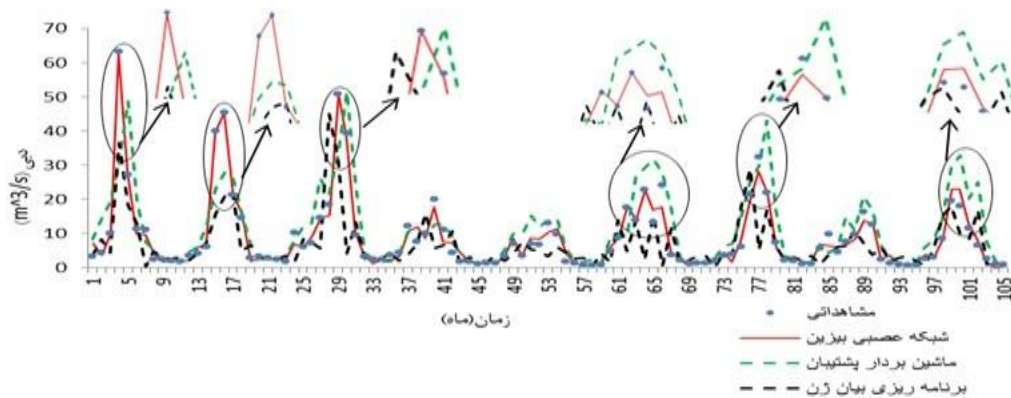 70
60
50
40
30
20
10
0
دبی(m^3/s)
1 5 9 13 17 21 25 29 33 37 41 45 49 53 57 61 65 69 73 77 81 85 89 93 97 101 105
زمان(ماه)
مشاهداتی
شبکه عصبی بیزین
ماشین بردار پشتیبان
برنامه ریزی بیان ژن